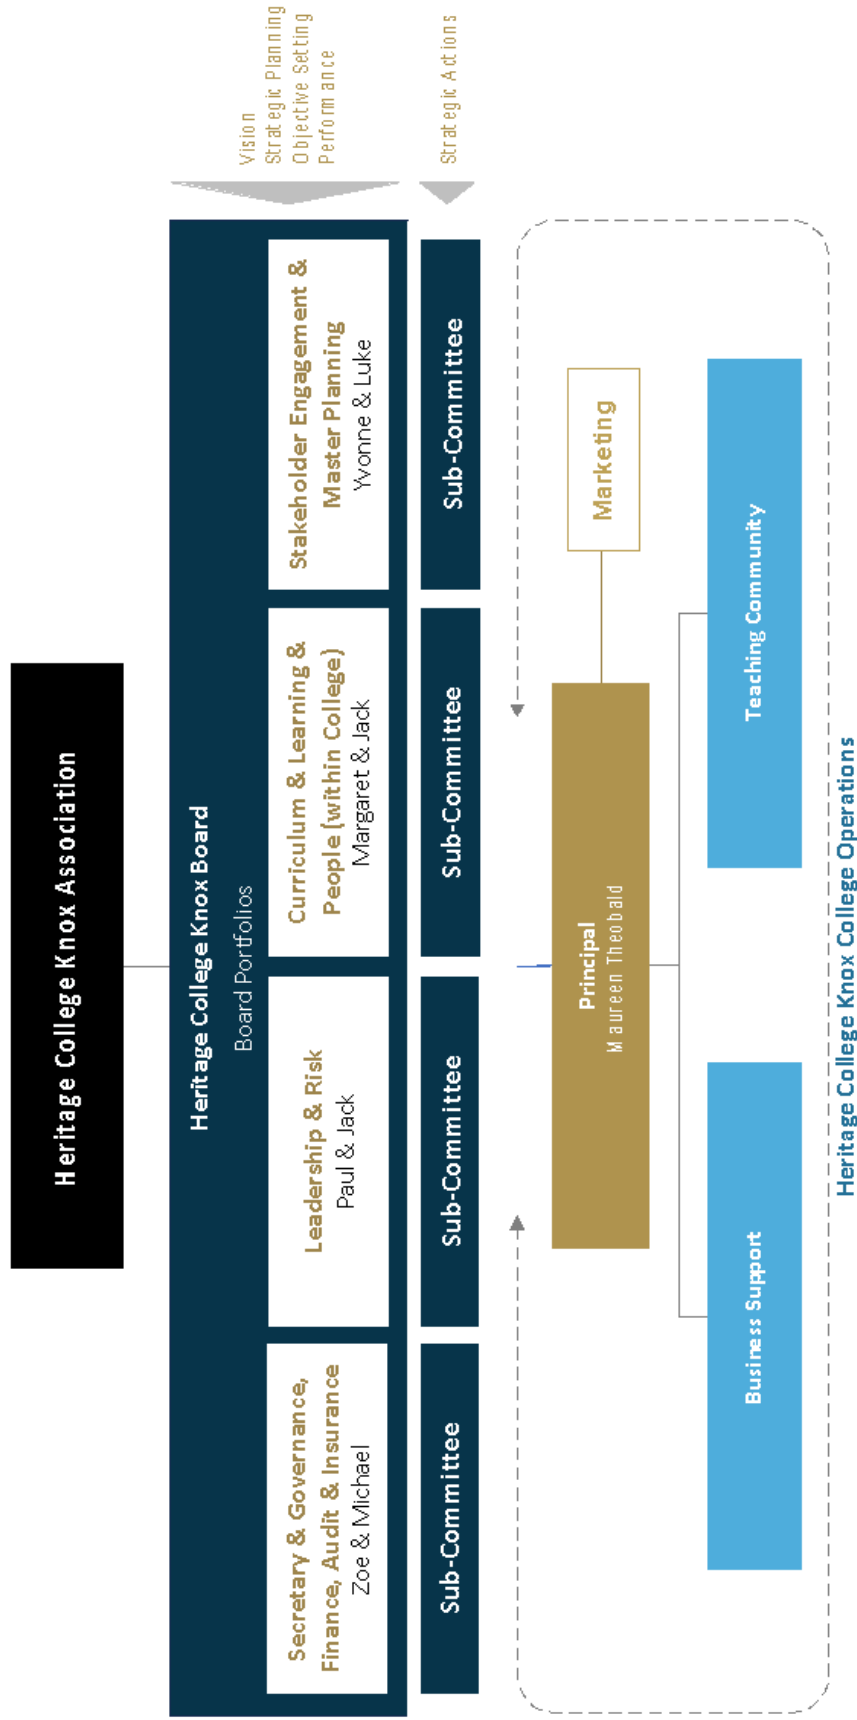 Heritage College Knox Association
Heritage College Knox Board
Board Portfolios
Secretary & Governance,
Finance, Audit & Insurance
Zoe & Michael
Leadership & Risk
Paul & Jack
Curriculum & Learning &
People (within College)
Margaret & Jack
Stakeholder Engagement &
Master Planning
Yvonne & Luke
Vision
Strategic Planning
Objective Setting
Performance
Sub-Committee
Sub-Committee
Sub-Committee
Sub-Committee
Strategic Actions
Principal
Maureen Theobald
Marketing
Business Support
Teaching Community
Heritage College Knox College Operations